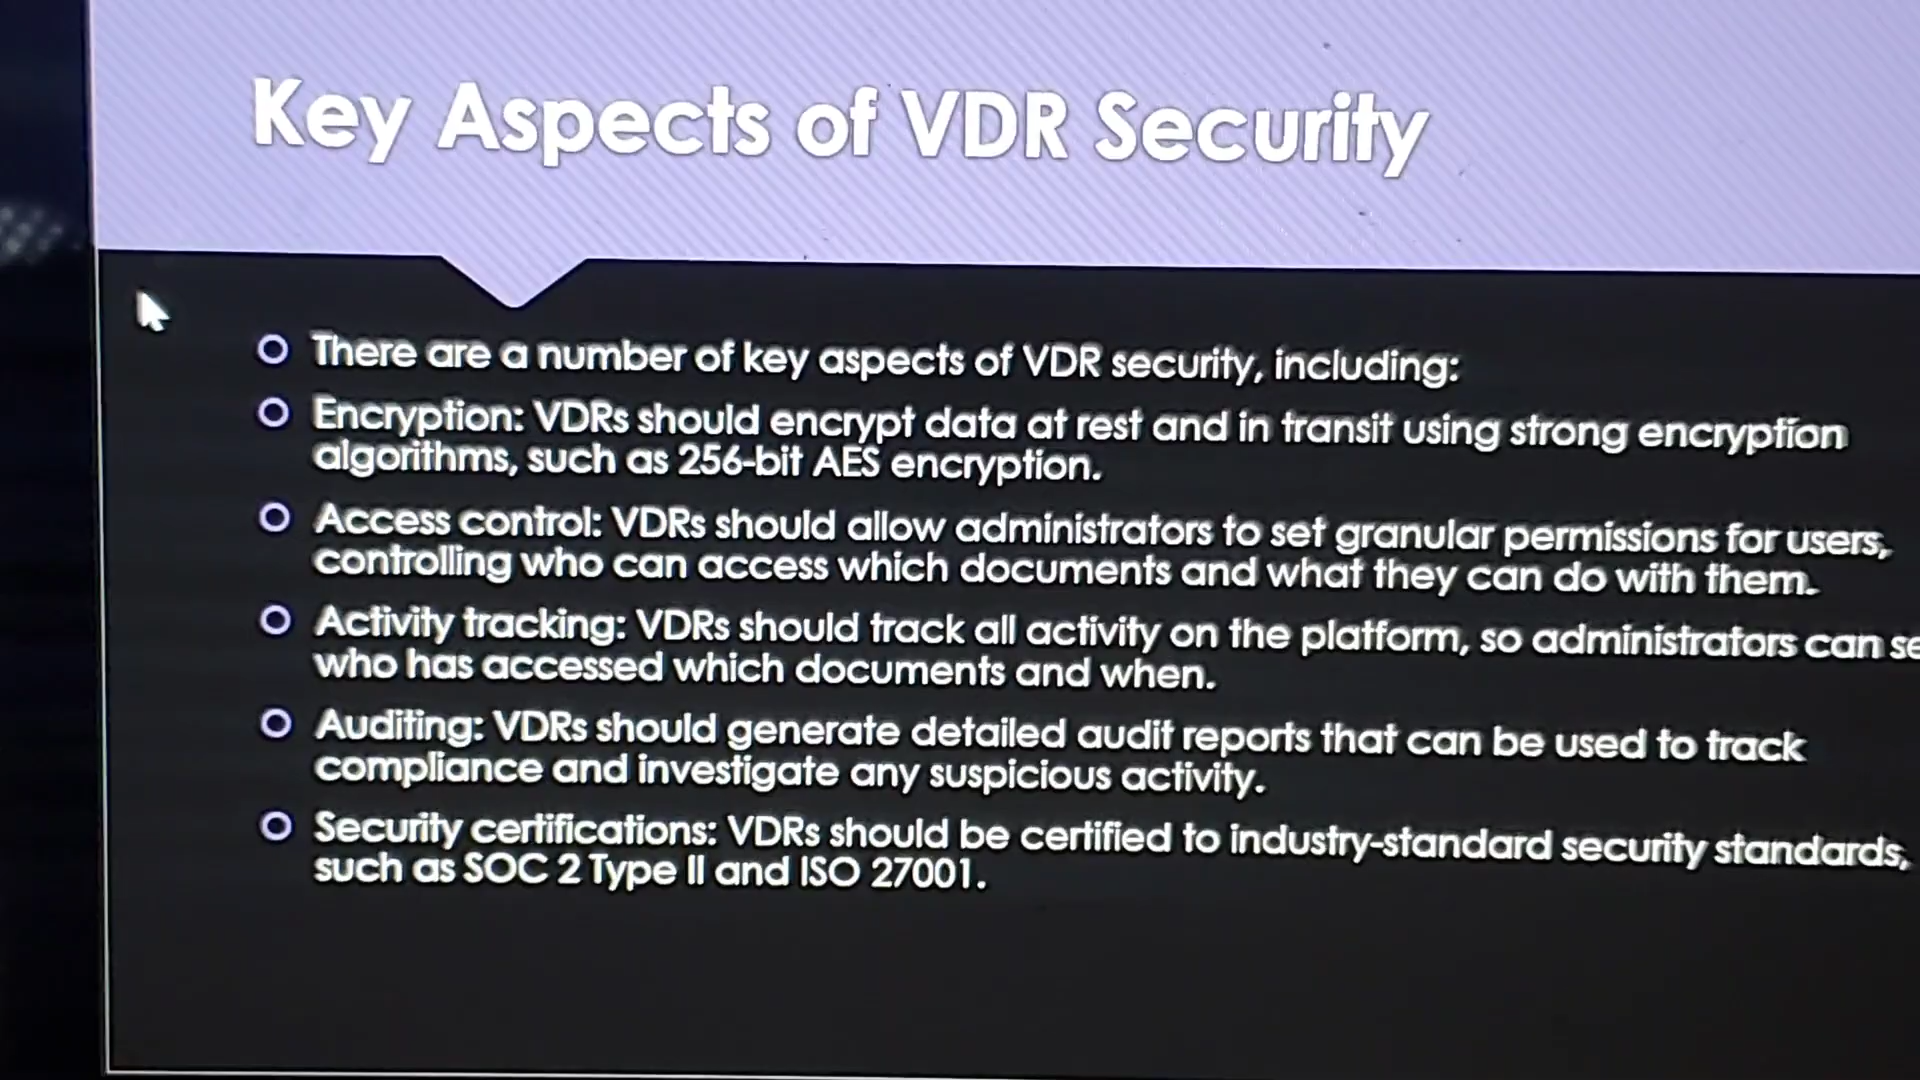 Key Aspects of VDR Security
There are a number of key aspects of VDR security, including:
Encryption: VDRs should encrypt data at rest and in transit using strong encryption
algorithms, such as 256-bit AES encryption.
Access control: VDRs should allow administrators to set granular permissions for users,
controlling who can access which documents and what they can do with them.
Activity tracking: VDRs should track all activity on the platform, so administrators can
who has accessed which documents and when.
Auditing: VDRs should generate detailed audit reports that can be used to track
compliance and investigate any suspicious activity.
Security certifications: VDRs should be certified to industry-standard security standards,
such as SOC 2 Type II and ISO 27001.